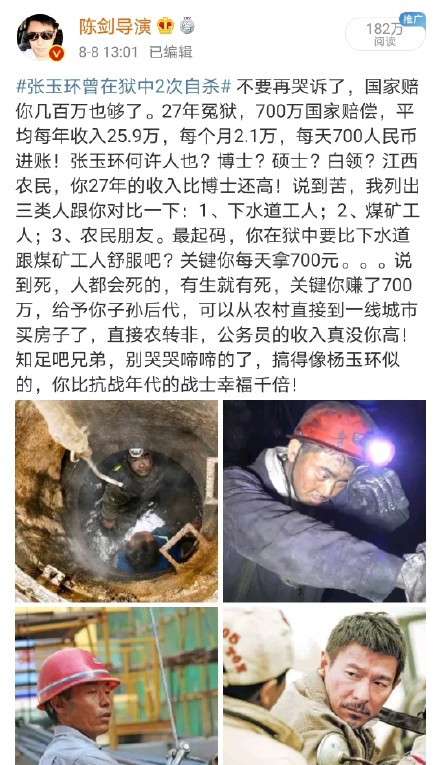 陈剑导演
8-8 13:01 已编辑
182万
阅读
推广
#张玉环曾在狱中2次自杀# 不要再哭诉了，国家赔
你几百万也够了。27年冤狱，700万国家赔偿，平
均每年收入25.9万，每个月2.1万，每天700人民币
进账！张玉环何许人也？博士？硕士？白领？江西
农民，你27年的收入比博士还高！说到苦，我列出
三类人跟你对比一下：1、下水道工人；2、煤矿工
人；3、农民朋友。最起码，你在狱中要比下水道
跟煤矿工人舒服吧？关键你每天拿700元。。。说
到死，人都会死的，有生就有死，关键你赚了700
万，给予你子孙后代，可以从农村直接到一线城市
买房子了，直接农转非，公务员的收入真没你高！
知足吧兄弟，别哭哭啼啼的了，搞得像杨玉环似
的，你比抗战年代的战士幸福千倍！